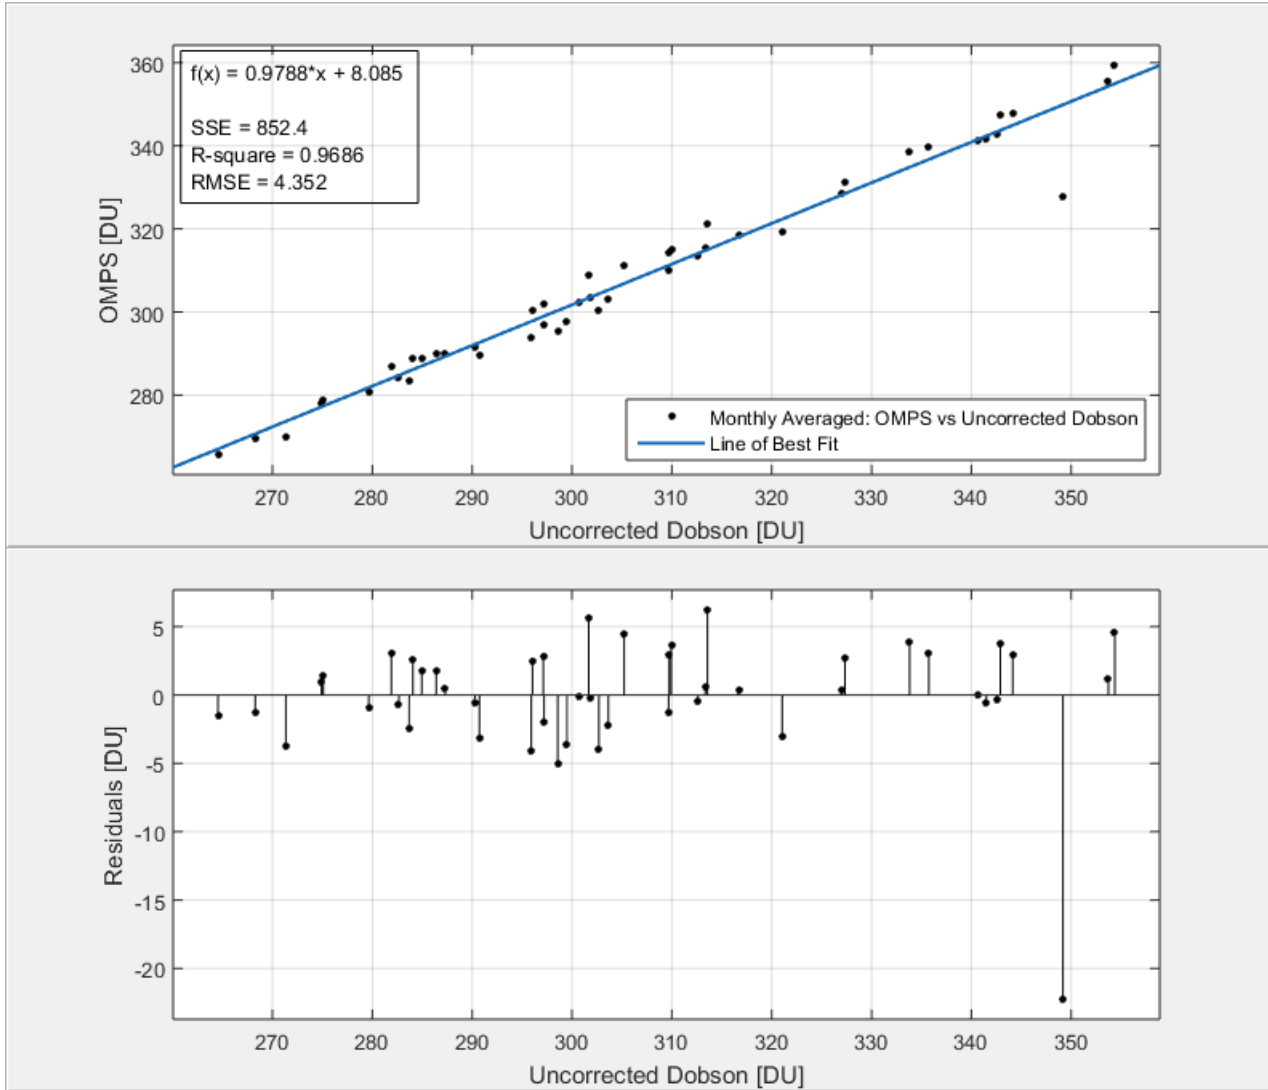 f(x) = 0.9788*x + 8.085
SSE = 852.4
R-square = 0.9686
RMSE = 4.352
360
340
320
300
280
OMPS [DU]
Monthly Averaged: OMPS vs Uncorrected Dobson
Line of Best Fit
270 280 290 300 310 320 330 340 350
Uncorrected Dobson [DU]
5
0
-5
-10
-15
-20
Residuals [DU]
270 280 290 300 310 320 330 340 350
Uncorrected Dobson [DU]